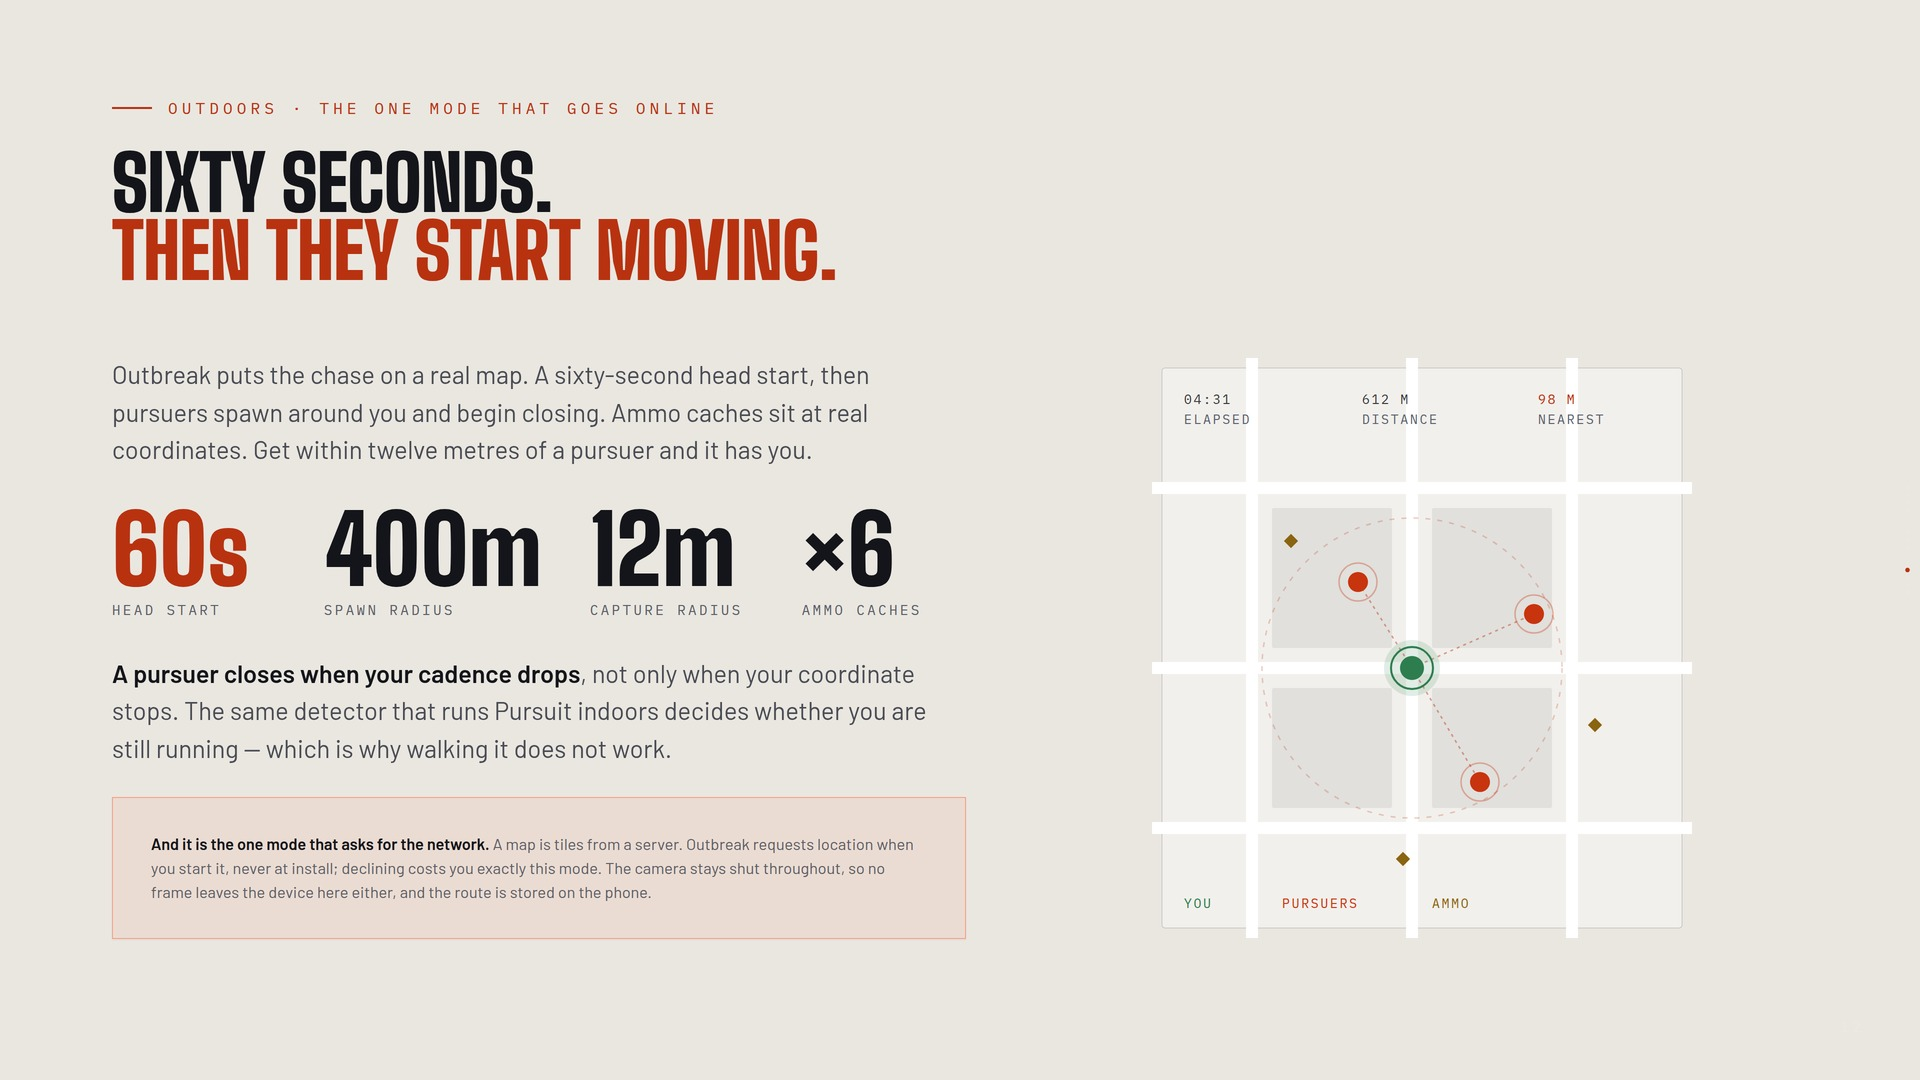 OUTDOORS · THE ONE MODE THAT GOES ONLINE
SIXTY SECONDS.
THEN THEY START MOVING.
Outbreak puts the chase on a real map. A sixty-second head start, then
pursuers spawn around you and begin closing. Ammo caches sit at real
coordinates. Get within twelve metres of a pursuer and it has you.
60s 400m 12m ×6
HEAD START SPAWN RADIUS CAPTURE RADIUS AMMO CACHES
A pursuer closes when your cadence drops, not only when your coordinate
stops. The same detector that runs Pursuit indoors decides whether you are
still running — which is why walking it does not work.
And it is the one mode that asks for the network. A map is tiles from a server. Outbreak requests location when
you start it, never at install; declining costs you exactly this mode. The camera stays shut throughout, so no
frame leaves the device here either, and the route is stored on the phone.
04:31 612 M 98 M
ELAPSED DISTANCE NEAREST
YOU PURSUERS AMMO